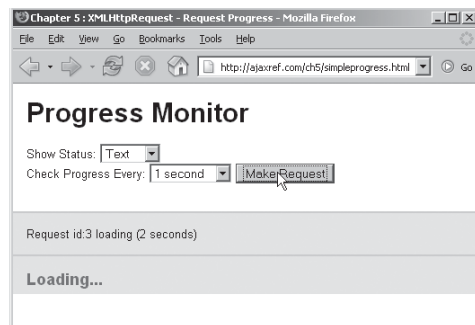 Chapter 5 : XMLHttpRequest - Request Progress - Mozilla Firefox
File Edit View Go Bookmarks Tools Help
http://ajaxref.com/ch5/simpleprogress.html Go
Progress Monitor
Show Status: Text
Check Progress Every: 1 second Make Request
Request id:3 loading (2 seconds)
Loading...